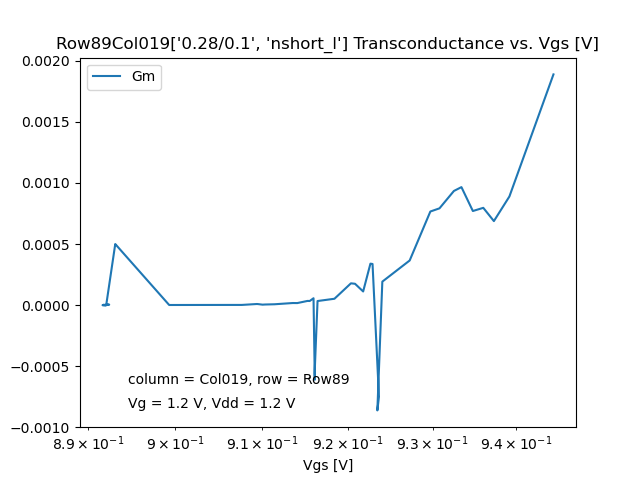 Row89Col019['0.28/0.1', 'nshort_l'] Transconductance vs. Vgs [V]
Gm
0.0020
0.0015
0.0010
0.0005
0.0000
−0.0005
−0.0010
column = Col019, row = Row89
Vg = 1.2 V, Vdd = 1.2 V
8.9 × 10⁻¹ 9 × 10⁻¹ 9.1 × 10⁻¹ 9.2 × 10⁻¹ 9.3 × 10⁻¹ 9.4 × 10⁻¹
Vgs [V]